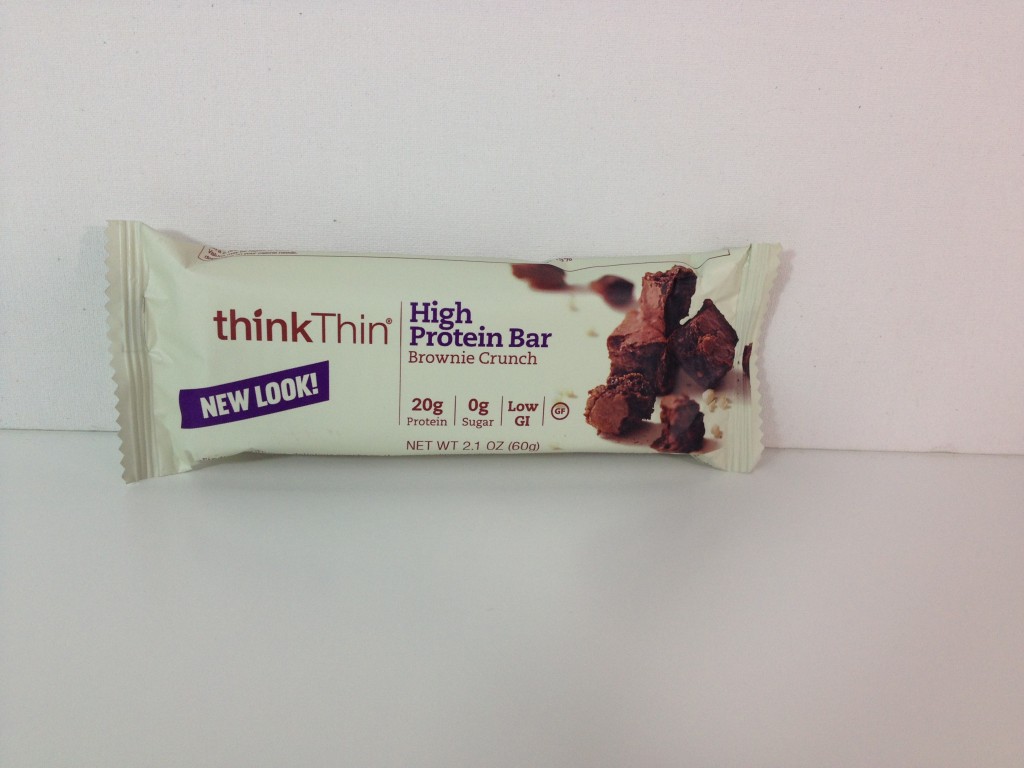 thinkThin®
NEW LOOK!
High
Protein Bar
Brownie Crunch
20g
Protein
0g
Sugar
Low
GI
GF
NET WT 2.1 OZ (60g)